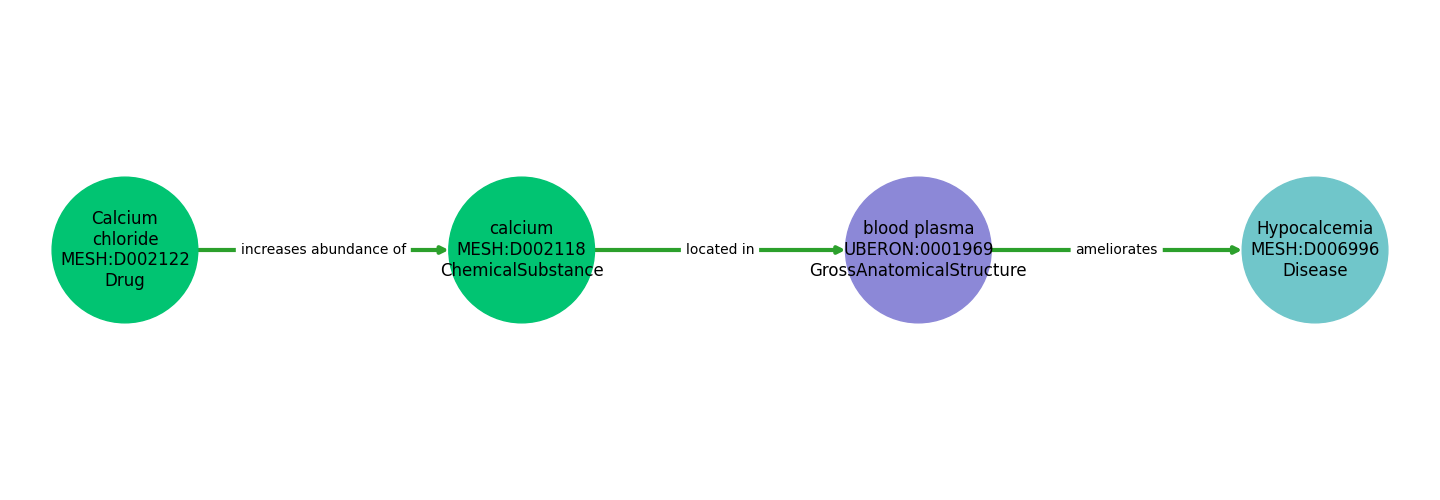 Calcium
chloride
MESH:D002122
Drug
increases abundance of
calcium
MESH:D002118
ChemicalSubstance
located in
blood plasma
UBERON:0001969
GrossAnatomicalStructure
ameliorates
Hypocalcemia
MESH:D006996
Disease